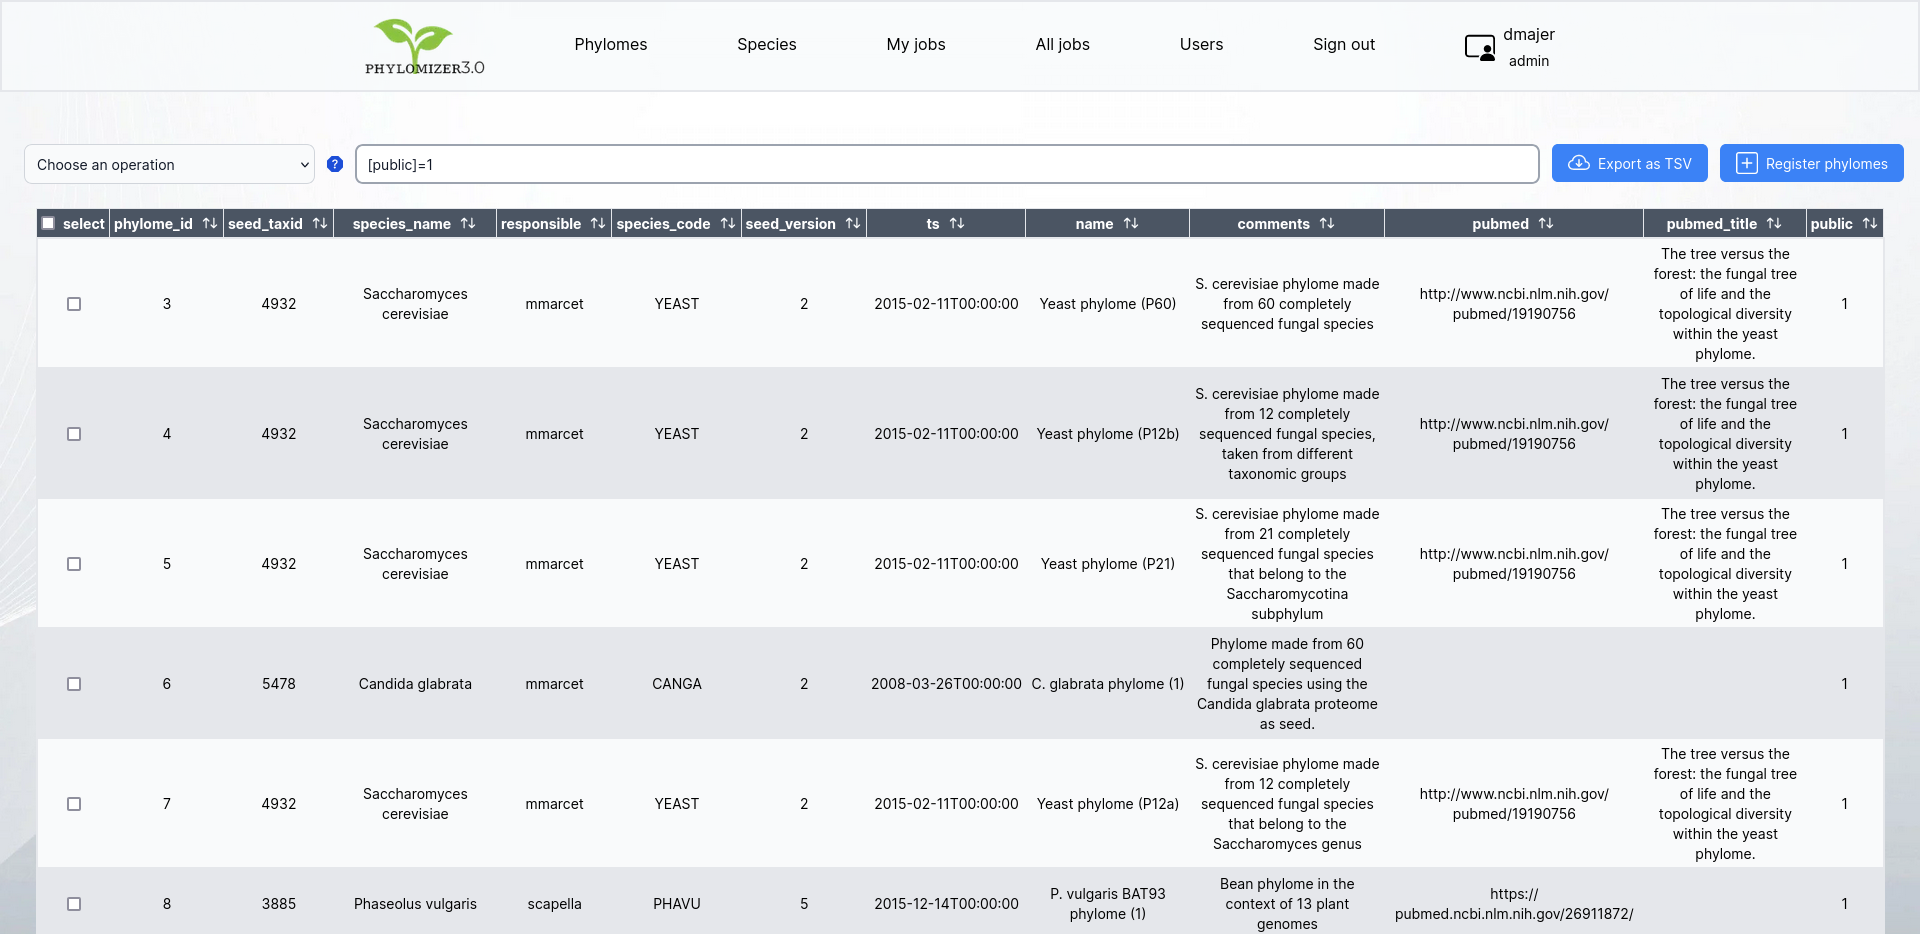 PHYLOMIZER3.0
Phylomes
Species
My jobs
All jobs
Users
Sign out
dmajer
admin
Choose an operation
?
[public]=1
Export as TSV
Register phylomes
select phylome_id seed_taxid species_name responsible species_code seed_version ts name comments pubmed pubmed_title public
3
4932
Saccharomyces
cerevisiae
mmarcet
YEAST
2
2015-02-11T00:00:00
Yeast phylome (P60)
S. cerevisiae phylome made
from 60 completely
sequenced fungal species
http://www.ncbi.nlm.nih.gov/
pubmed/19190756
The tree versus the
forest: the fungal tree
of life and the
topological diversity
within the yeast
phylome.
1
4
4932
Saccharomyces
cerevisiae
mmarcet
YEAST
2
2015-02-11T00:00:00
Yeast phylome (P12b)
S. cerevisiae phylome made
from 12 completely
sequenced fungal species,
taken from different
taxonomic groups
http://www.ncbi.nlm.nih.gov/
pubmed/19190756
The tree versus the
forest: the fungal tree
of life and the
topological diversity
within the yeast
phylome.
1
5
4932
Saccharomyces
cerevisiae
mmarcet
YEAST
2
2015-02-11T00:00:00
Yeast phylome (P21)
S. cerevisiae phylome made
from 21 completely
sequenced fungal species
that belong to the
Saccharomycotina
subphylum
http://www.ncbi.nlm.nih.gov/
pubmed/19190756
The tree versus the
forest: the fungal tree
of life and the
topological diversity
within the yeast
phylome.
1
6
5478
Candida glabrata
mmarcet
CANGA
2
2008-03-26T00:00:00
C. glabrata phylome (1)
Phylome made from 60
completely sequenced
fungal species using the
Candida glabrata proteome
as seed.
1
7
4932
Saccharomyces
cerevisiae
mmarcet
YEAST
2
2015-02-11T00:00:00
Yeast phylome (P12a)
S. cerevisiae phylome made
from 12 completely
sequenced fungal species
that belong to the
Saccharomyces genus
http://www.ncbi.nlm.nih.gov/
pubmed/19190756
The tree versus the
forest: the fungal tree
of life and the
topological diversity
within the yeast
phylome.
1
8
3885
Phaseolus vulgaris
scapella
PHAVU
5
2015-12-14T00:00:00
P. vulgaris BAT93
phylome (1)
Bean phylome in the
context of 13 plant
genomes
https://
pubmed.ncbi.nlm.nih.gov/26911872/
1